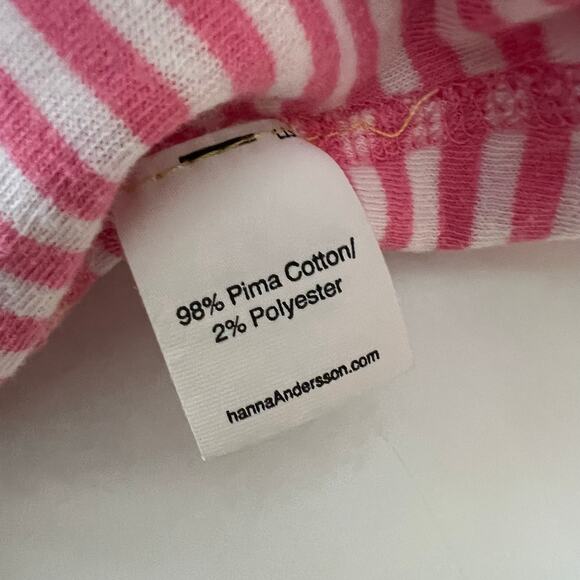 98% Pima Cotton/
2% Polyester
hannaAndersson.com